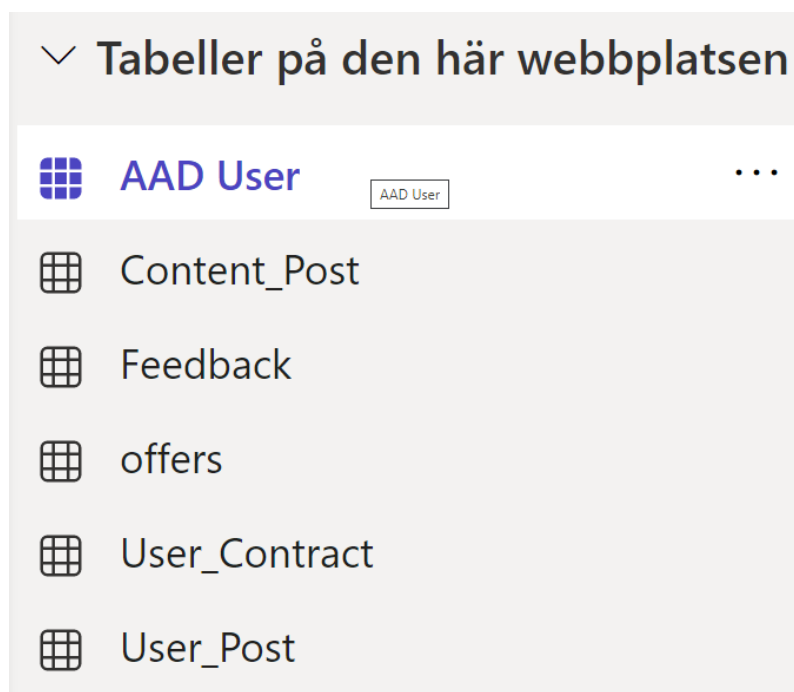 Tabeller på den här webbplatsen
AAD User
AAD User
Content_Post
Feedback
offers
User_Contract
User_Post